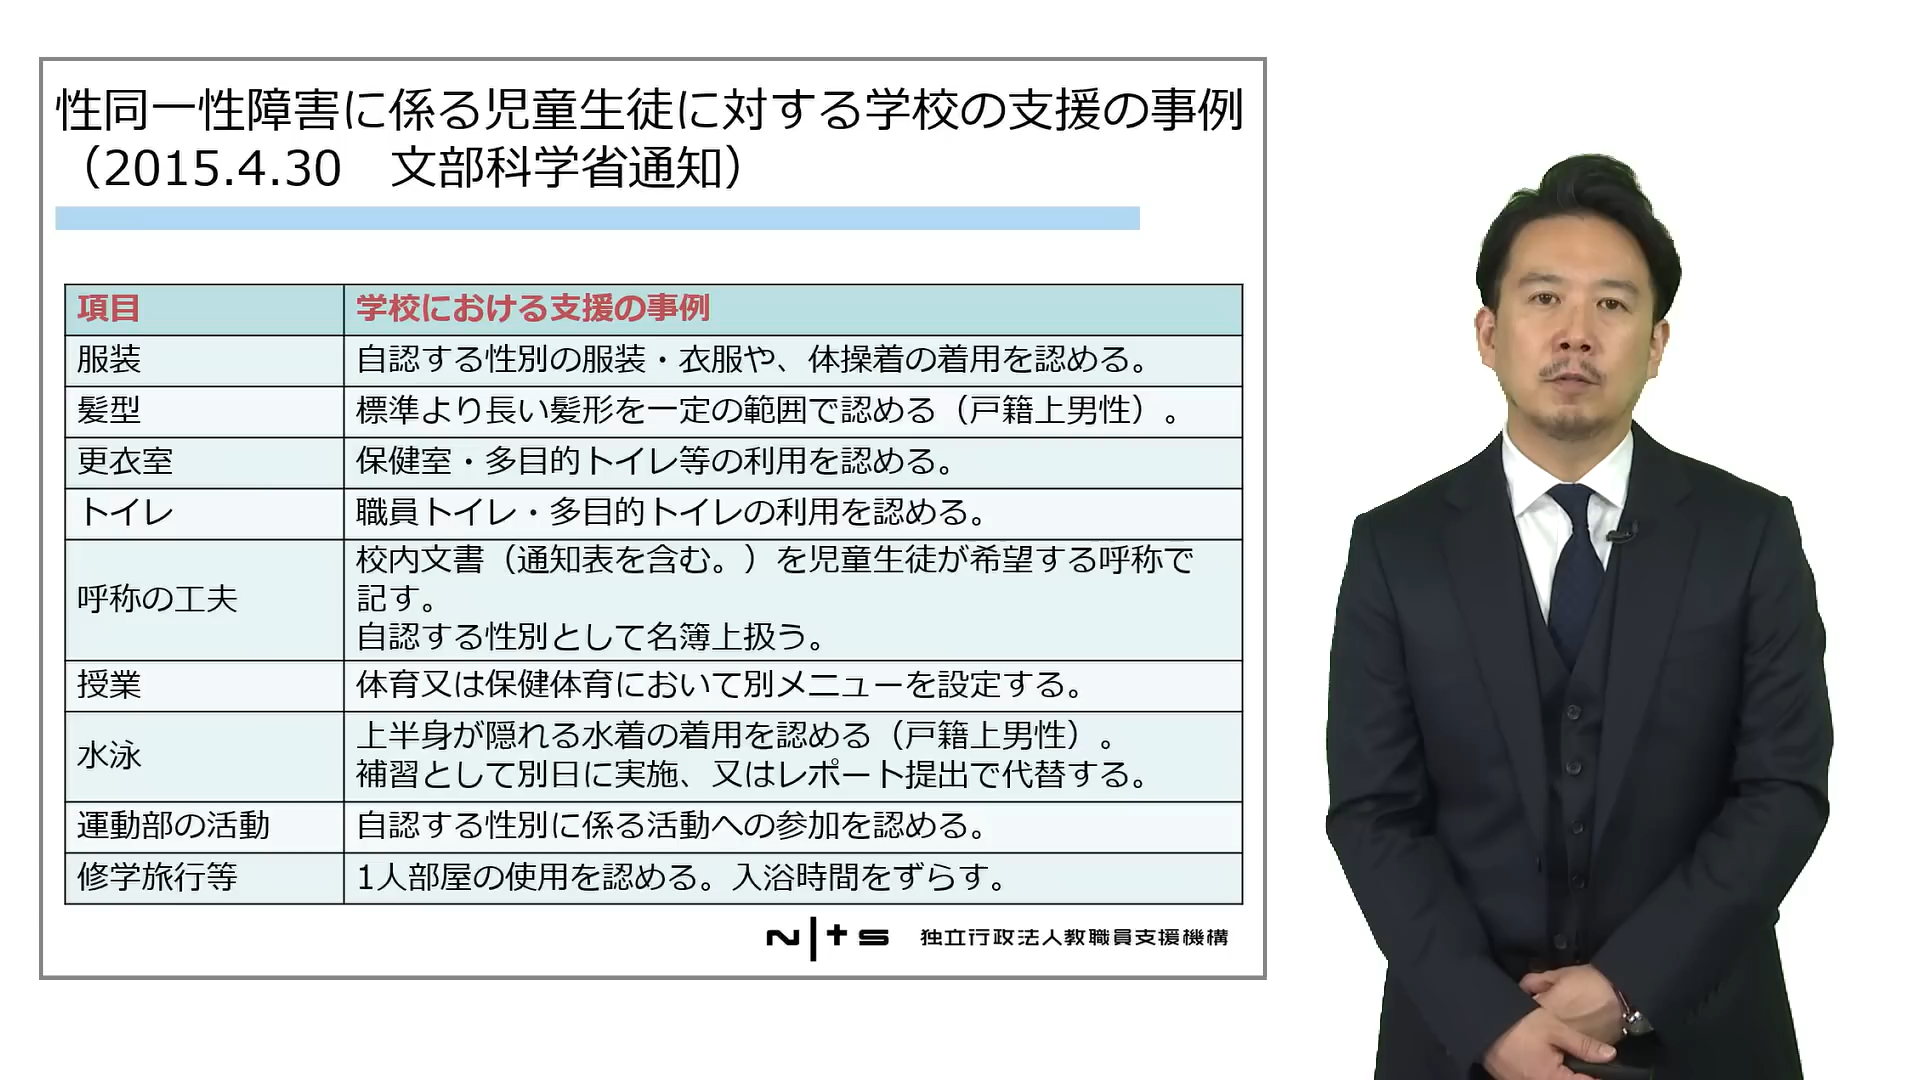 性同一性障害に係る児童生徒に対する学校の支援の事例
（2015.4.30　文部科学省通知）
項目　学校における支援の事例
服装　自認する性別の服装・衣服や、体操着の着用を認める。
髪型　標準より長い髪形を一定の範囲で認める（戸籍上男性）。
更衣室　保健室・多目的トイレ等の利用を認める。
トイレ　職員トイレ・多目的トイレの利用を認める。
呼称の工夫　校内文書（通知表を含む。）を児童生徒が希望する呼称で
記す。
自認する性別として名簿上扱う。
授業　体育又は保健体育において別メニューを設定する。
水泳　上半身が隠れる水着の着用を認める（戸籍上男性）。
補習として別日に実施、又はレポート提出で代替する。
運動部の活動　自認する性別に係る活動への参加を認める。
修学旅行等　1人部屋の使用を認める。入浴時間をずらす。
N|ts　独立行政法人教職員支援機構